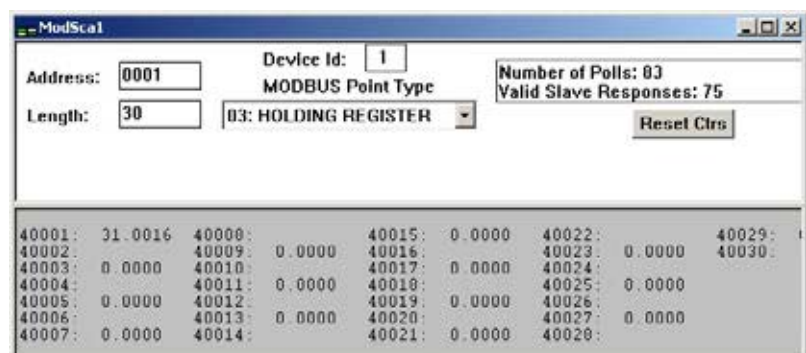 ModSca1
Address: 0001
Device Id: 1
MODBUS Point Type
Length: 30
03: HOLDING REGISTER
Number of Polls: 83
Valid Slave Responses: 75
Reset Ctrs
40001: 31.0016 40008: 40015: 0.0000 40022: 40029:
40002: 40009: 0.0000 40016: 40023: 0.0000 40030:
40003: 0.0000 40010: 40017: 0.0000 40024:
40004: 40011: 0.0000 40018: 40025: 0.0000
40005: 0.0000 40012: 40019: 0.0000 40026:
40006: 40013: 0.0000 40020: 40027: 0.0000
40007: 0.0000 40014: 40021: 0.0000 40028: